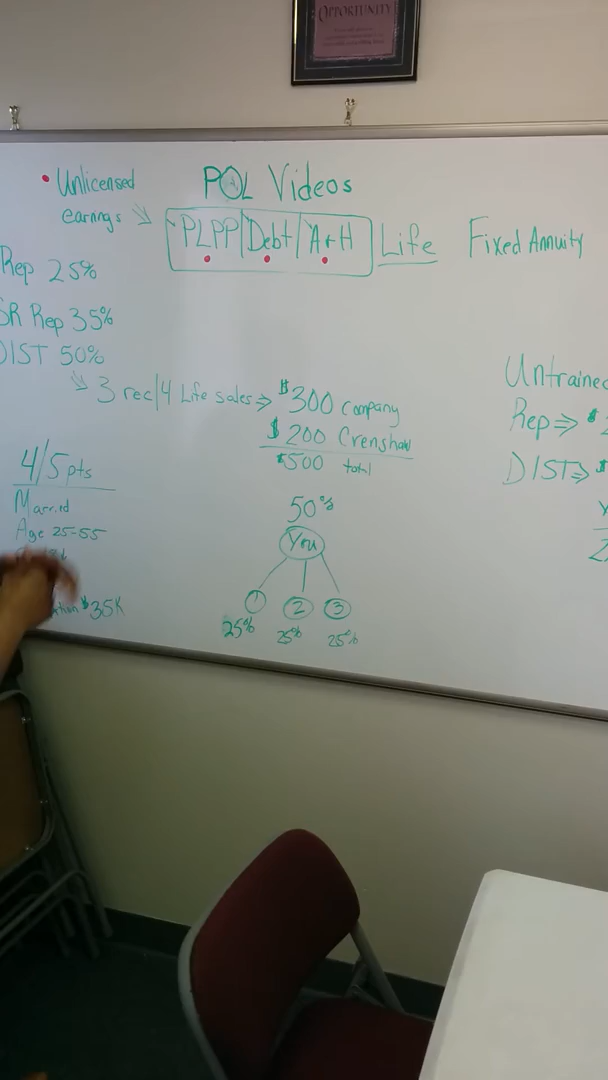 OPPORTUNITY
• Unlicensed
earnings
POL Videos
PLPP|Debt|A+H Life Fixed Annuity
Rep 25%
SR Rep 35%
DIST 50%
3 rec/4 Life sales ⇒ $300 Company
$200 Crenshaw
$500 total
Untrained
Rep ⇒ $
DIST ⇒ $
4/5 pts
Married
Age 25-55
$35K
50%
You
1 2 3
25% 25% 25%